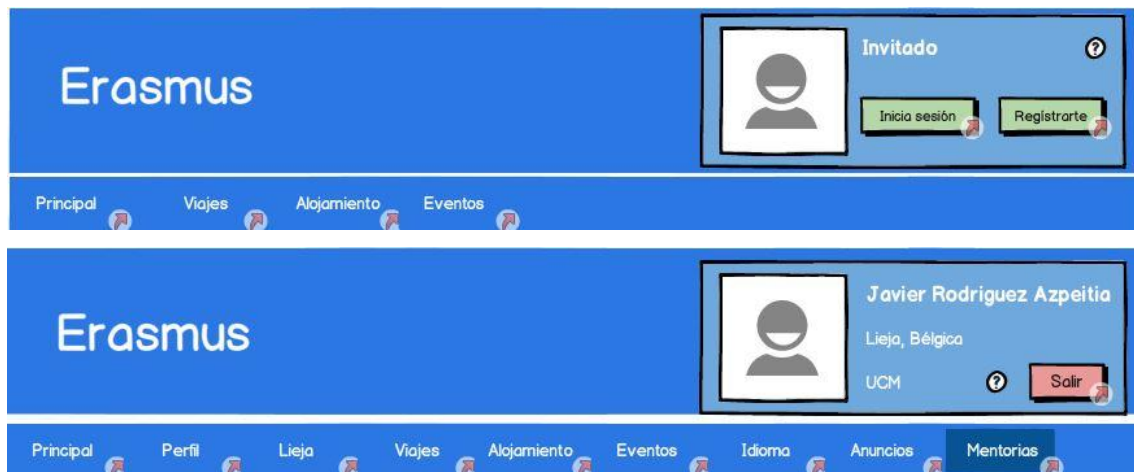 Erasmus
Invitado ?
Inicia sesión Regístrarte
Principal Viajes Alojamiento Eventos
Erasmus
Javier Rodriguez Azpeitia
Lieja, Bélgica
UCM ? Salir
Principal Perfil Lieja Viajes Alojamiento Eventos Idioma Anuncios Mentorias